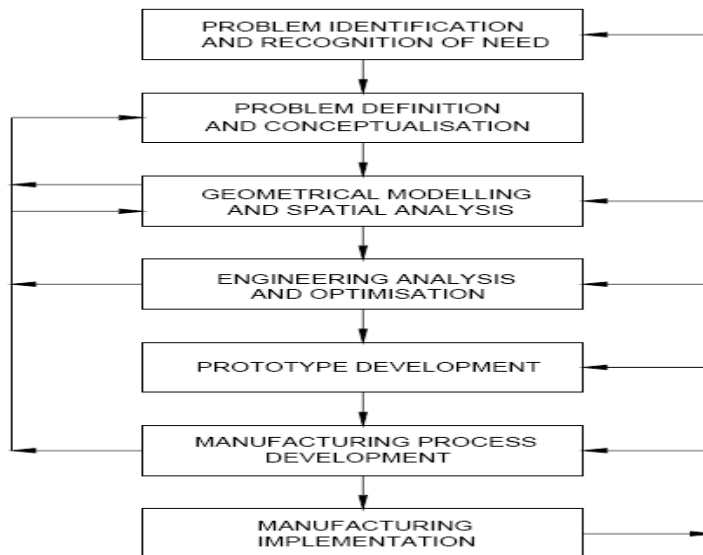 PROBLEM IDENTIFICATION
AND RECOGNITION OF NEED
PROBLEM DEFINITION
AND CONCEPTUALISATION
GEOMETRICAL MODELLING
AND SPATIAL ANALYSIS
ENGINEERING ANALYSIS
AND OPTIMISATION
PROTOTYPE DEVELOPMENT
MANUFACTURING PROCESS
DEVELOPMENT
MANUFACTURING
IMPLEMENTATION